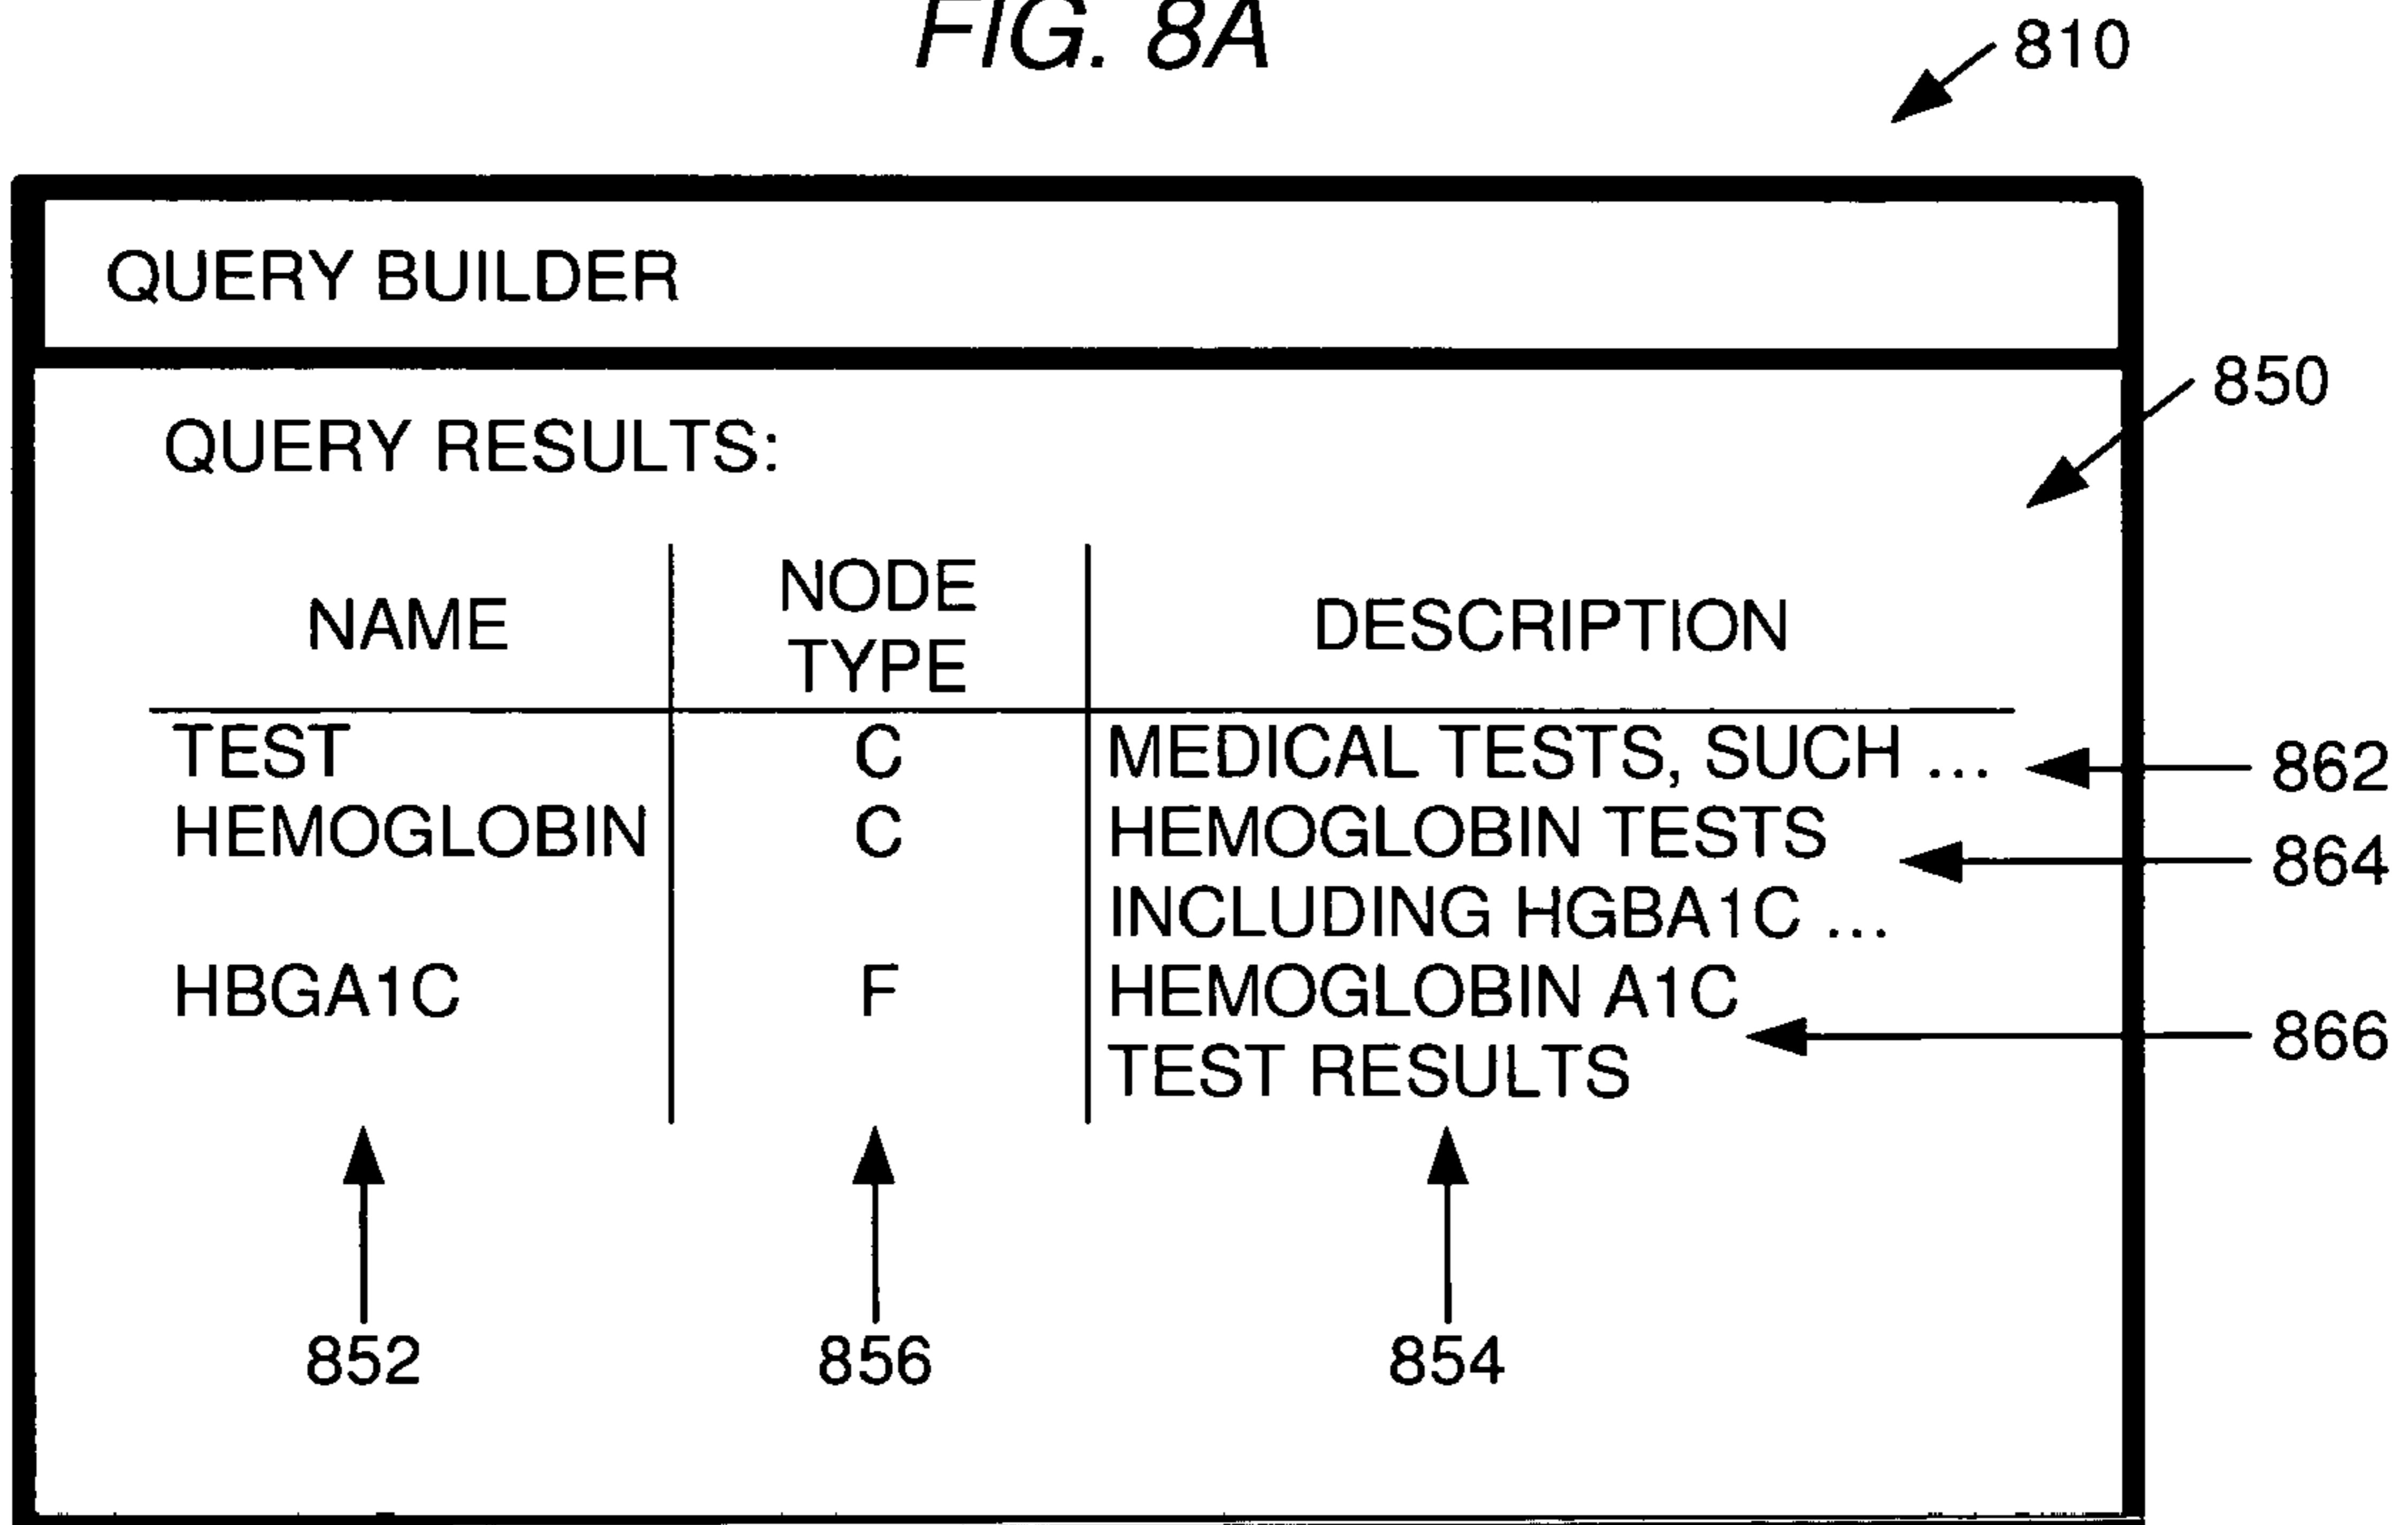 FIG. 8A
810
QUERY BUILDER
850
QUERY RESULTS:
NAME NODE TYPE DESCRIPTION
TEST C MEDICAL TESTS, SUCH ... 862
HEMOGLOBIN C HEMOGLOBIN TESTS 864
INCLUDING HGBA1C ...
HBGA1C F HEMOGLOBIN A1C
TEST RESULTS 866
852 856 854